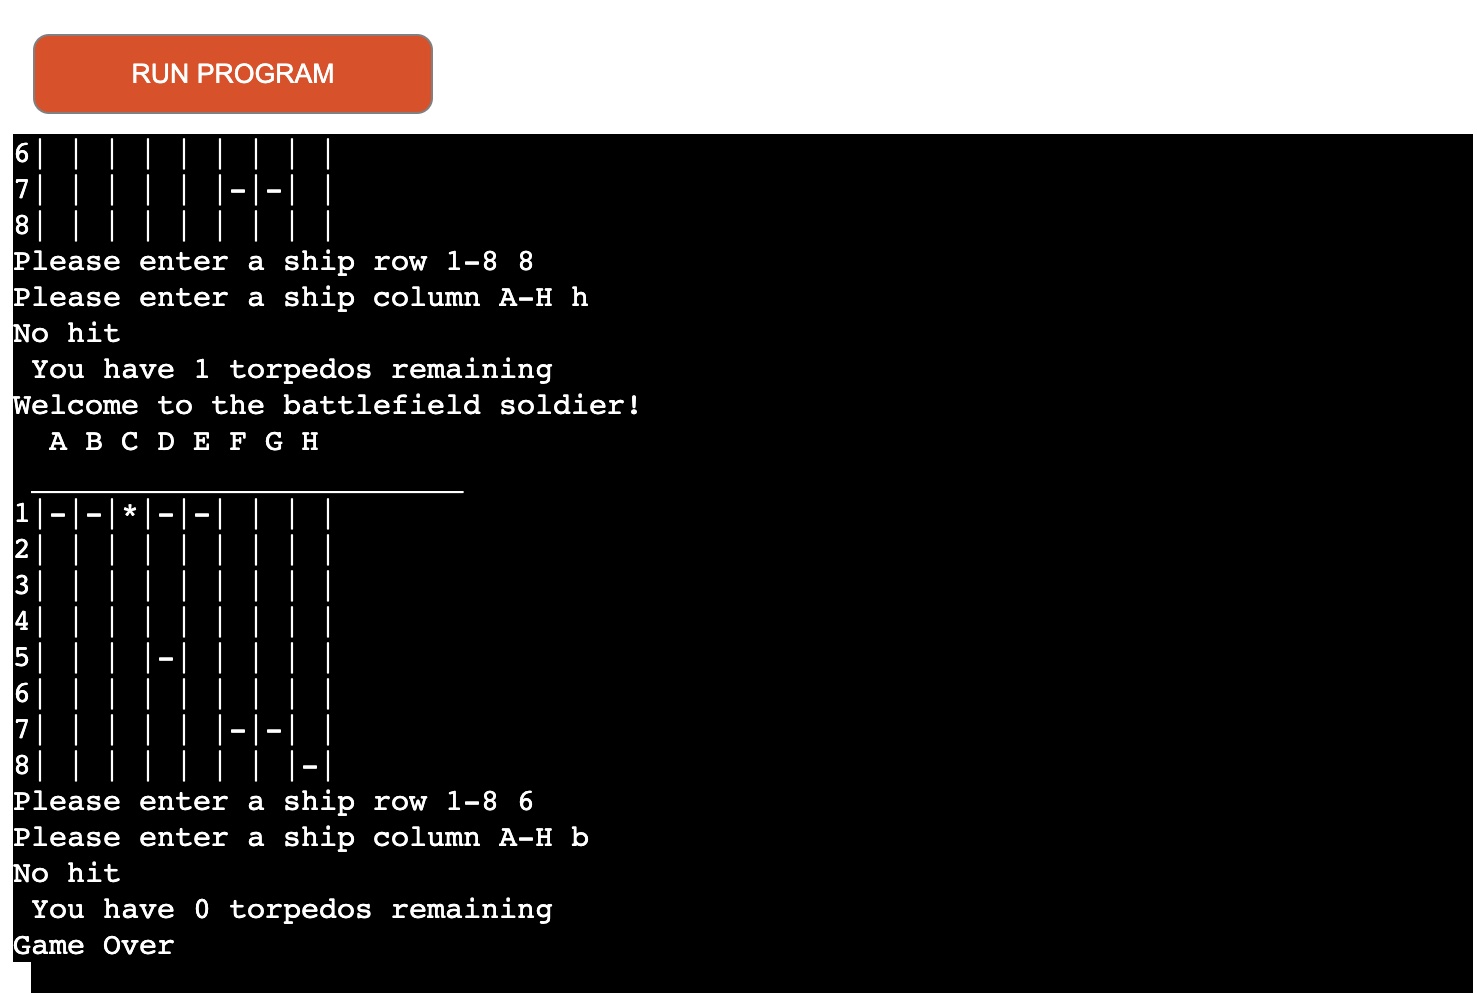 RUN PROGRAM
6| | | | | | | | |
7| | | | | |-|-| |
8| | | | | | | | |
Please enter a ship row 1-8 8
Please enter a ship column A-H h
No hit
 You have 1 torpedos remaining
Welcome to the battlefield soldier!
  A B C D E F G H
 ________________________
1|-|-|*|-|-| | | |
2| | | | | | | | |
3| | | | | | | | |
4| | | | | | | | |
5| | | |-| | | | |
6| | | | | | | | |
7| | | | | |-|-| |
8| | | | | | | |-|
Please enter a ship row 1-8 6
Please enter a ship column A-H b
No hit
 You have 0 torpedos remaining
Game Over